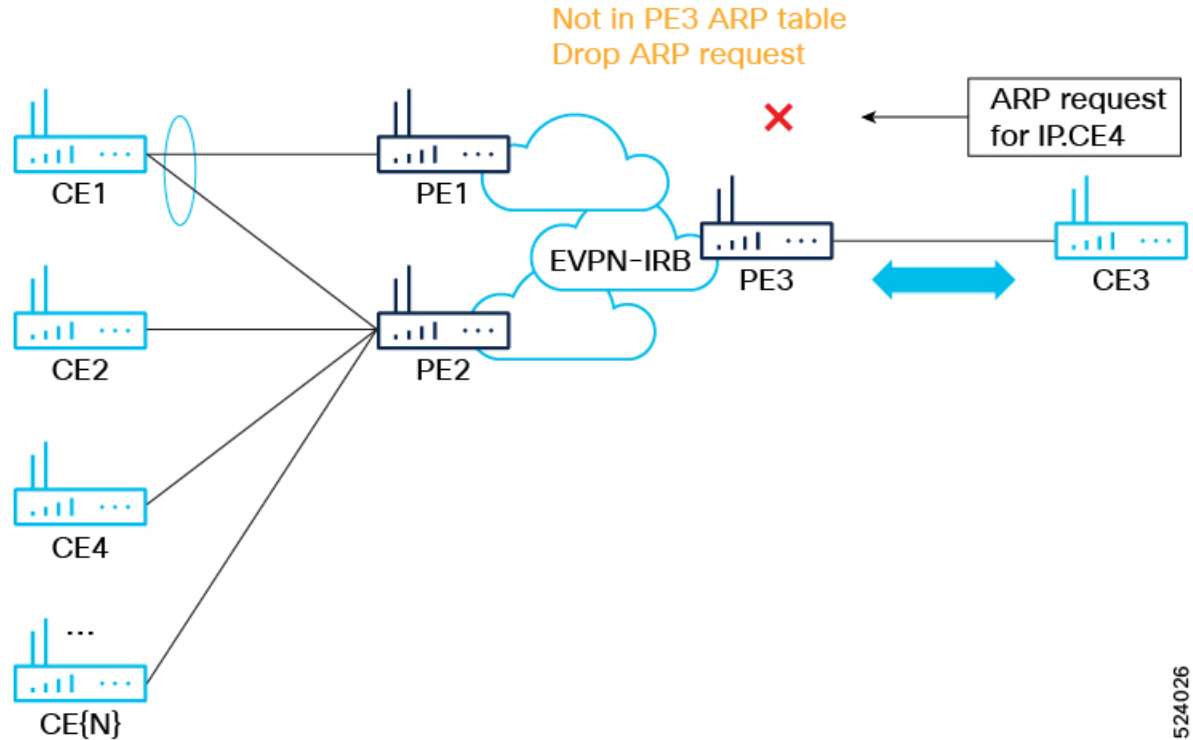 Not in PE3 ARP table
Drop ARP request
ARP request
for IP.CE4
CE1
PE1
EVPN-IRB
PE3
CE3
CE2
PE2
CE4
...
CE{N}
524026